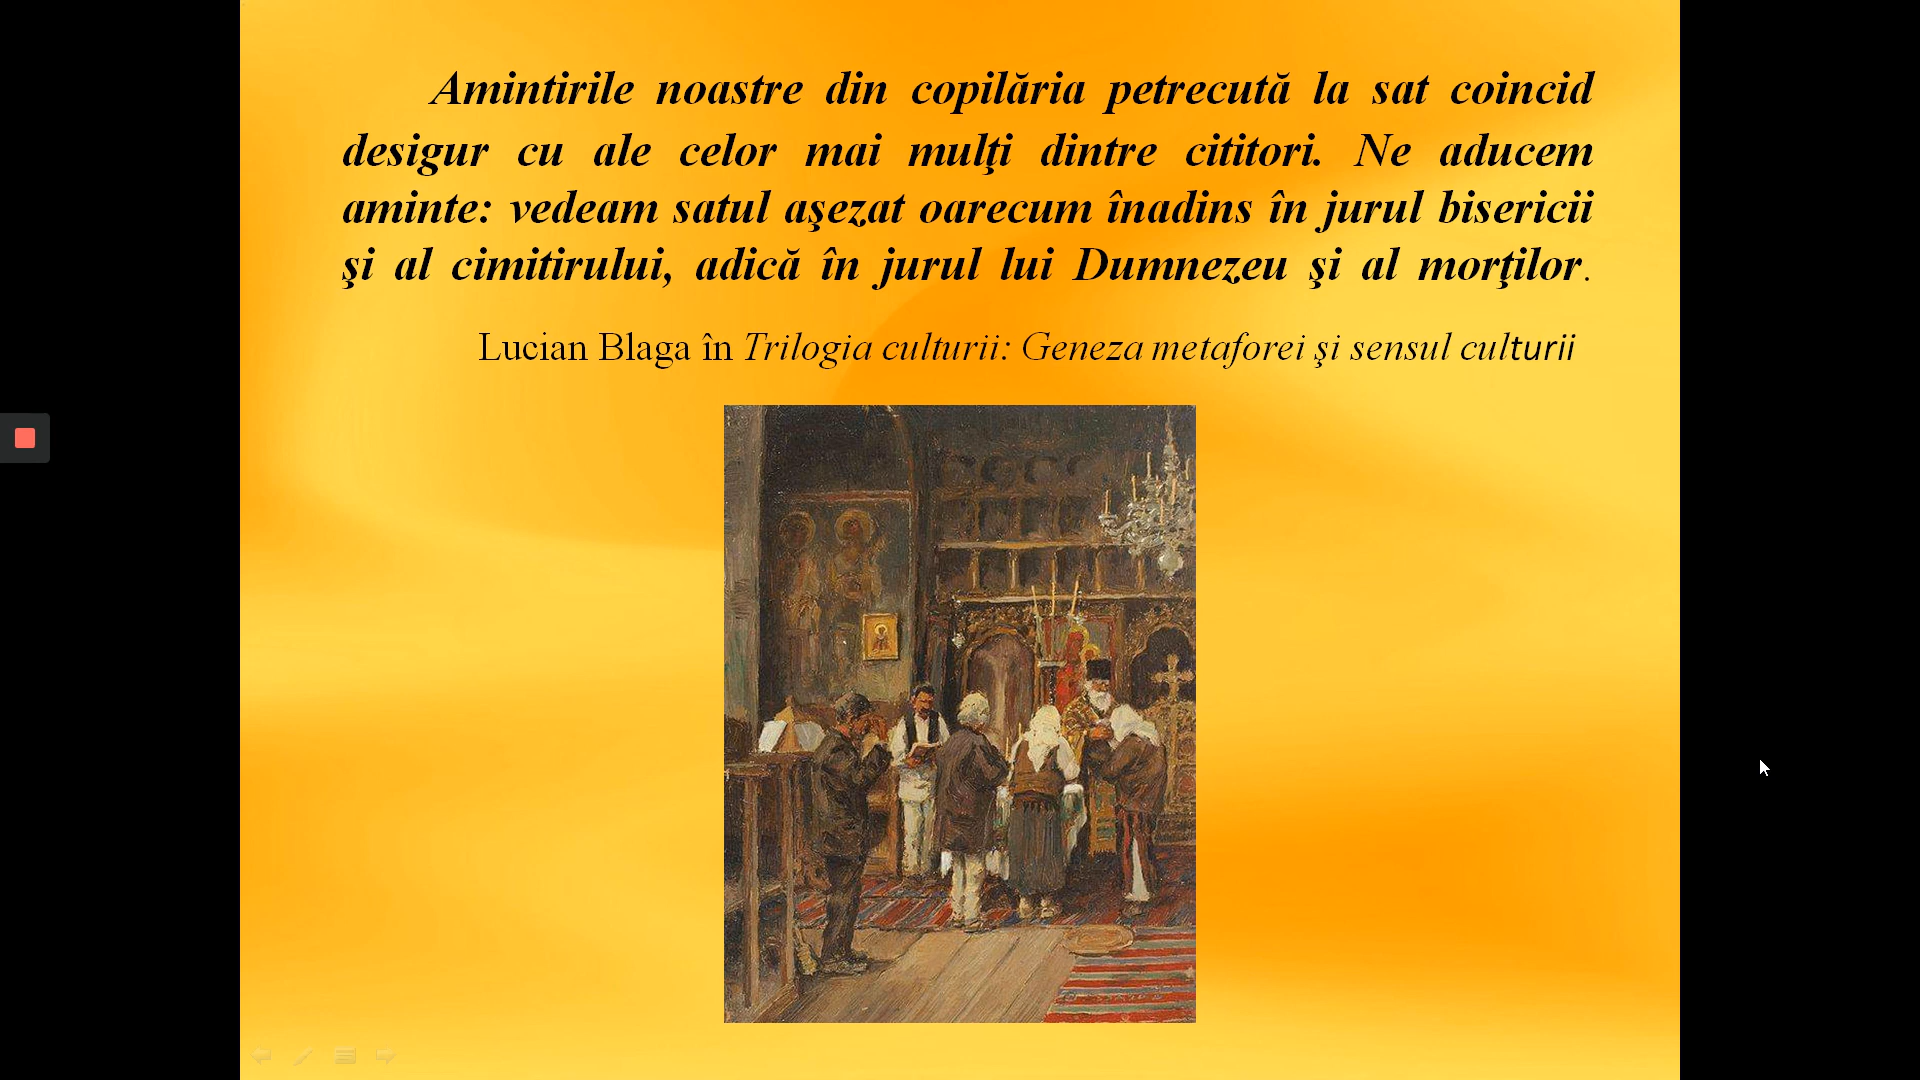 Amintirile noastre din copilăria petrecută la sat coincid
desigur cu ale celor mai mulţi dintre cititori. Ne aducem
aminte: vedeam satul aşezat oarecum înadins în jurul bisericii
şi al cimitirului, adică în jurul lui Dumnezeu şi al morţilor.
Lucian Blaga în Trilogia culturii: Geneza metaforei şi sensul culturii